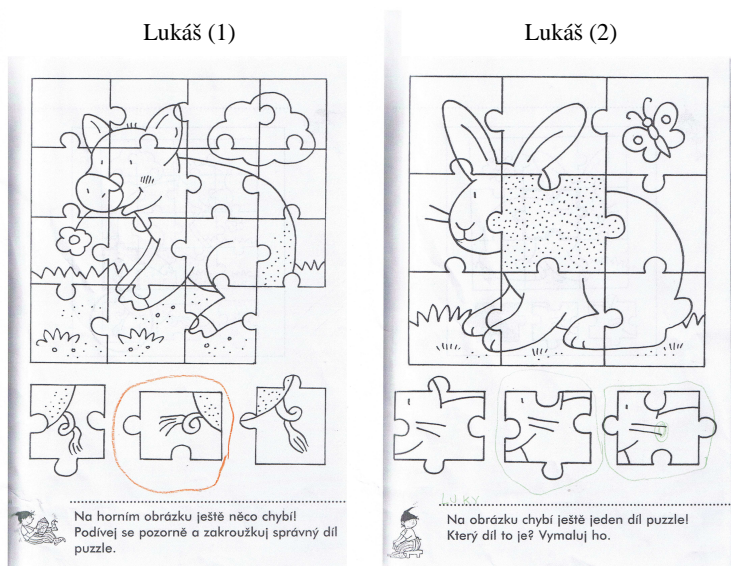 Lukáš (1)
Lukáš (2)
LUKY
Na horním obrázku ještě něco chybí!
Podívej se pozorně a zakroužkuj správný díl
puzzle.
Na obrázku chybí ještě jeden díl puzzle!
Který díl to je? Vymaluj ho.